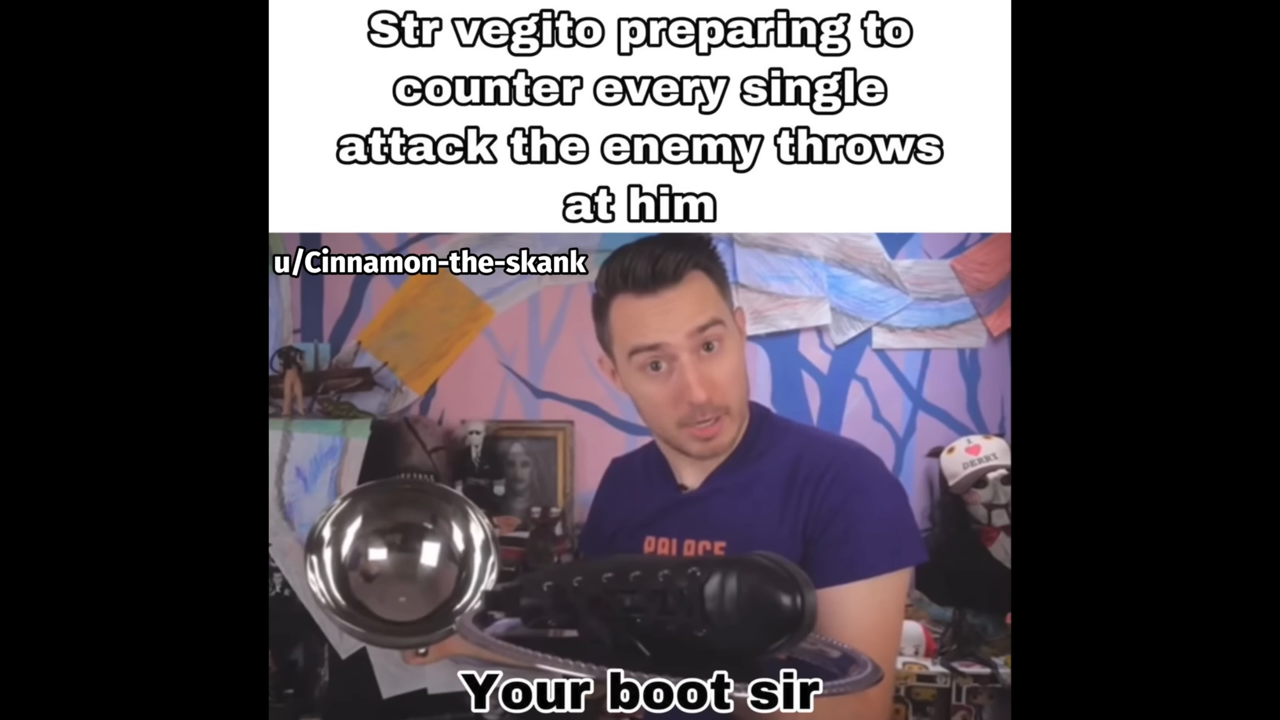 Str vegito preparing to
counter every single
attack the enemy throws
at him
u/Cinnamon-the-skank
I ❤ DERRY
PALACE
Your boot sir